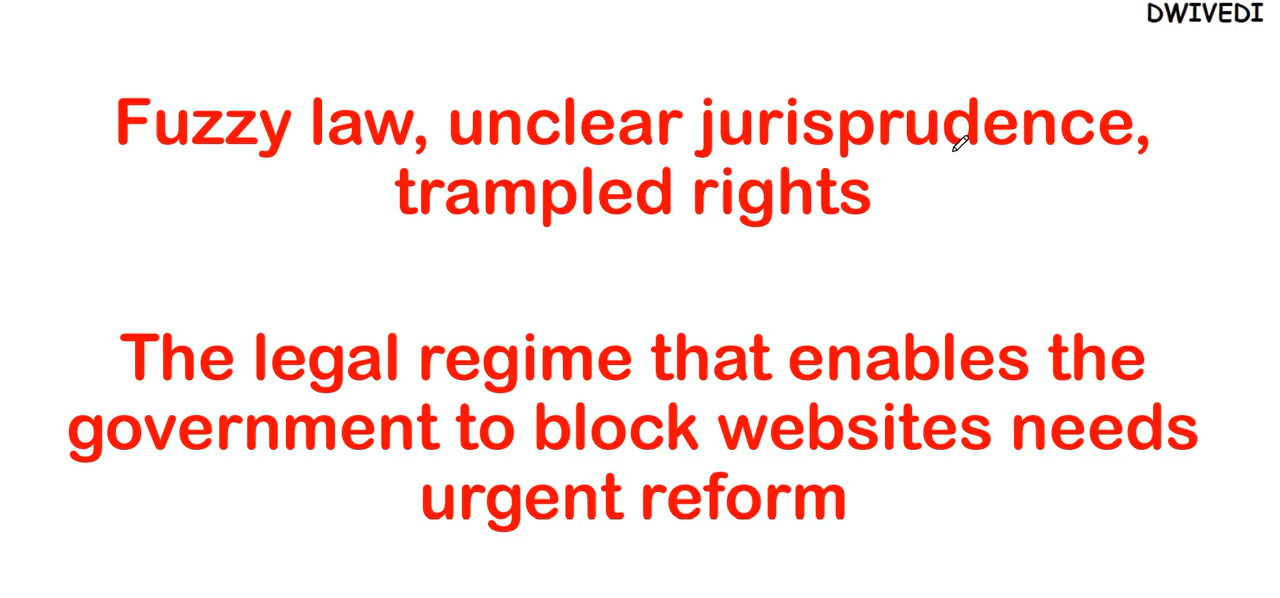 DWIVEDI
Fuzzy law, unclear jurisprudence,
trampled rights
The legal regime that enables the
government to block websites needs
urgent reform